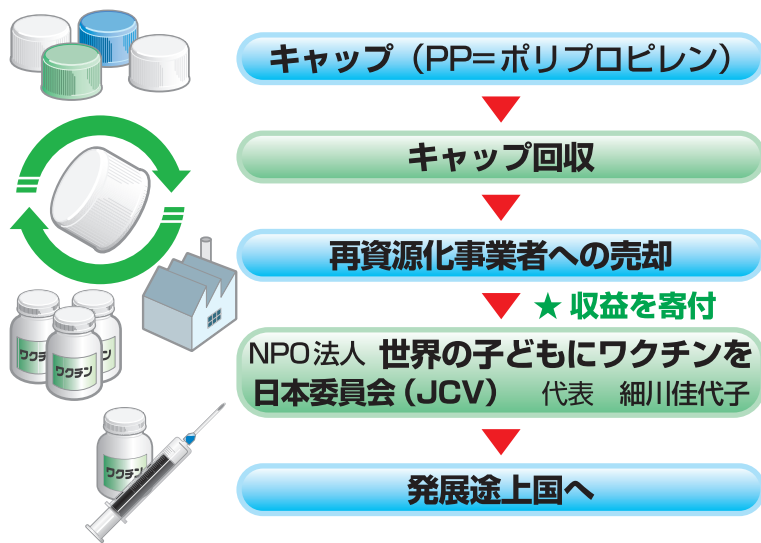 キャップ（PP=ポリプロピレン）
キャップ回収
再資源化事業者への売却
★ 収益を寄付
NPO法人 世界の子どもにワクチンを
日本委員会（JCV） 代表 細川佳代子
発展途上国へ
ワクチン
ワクチン
ワクチン